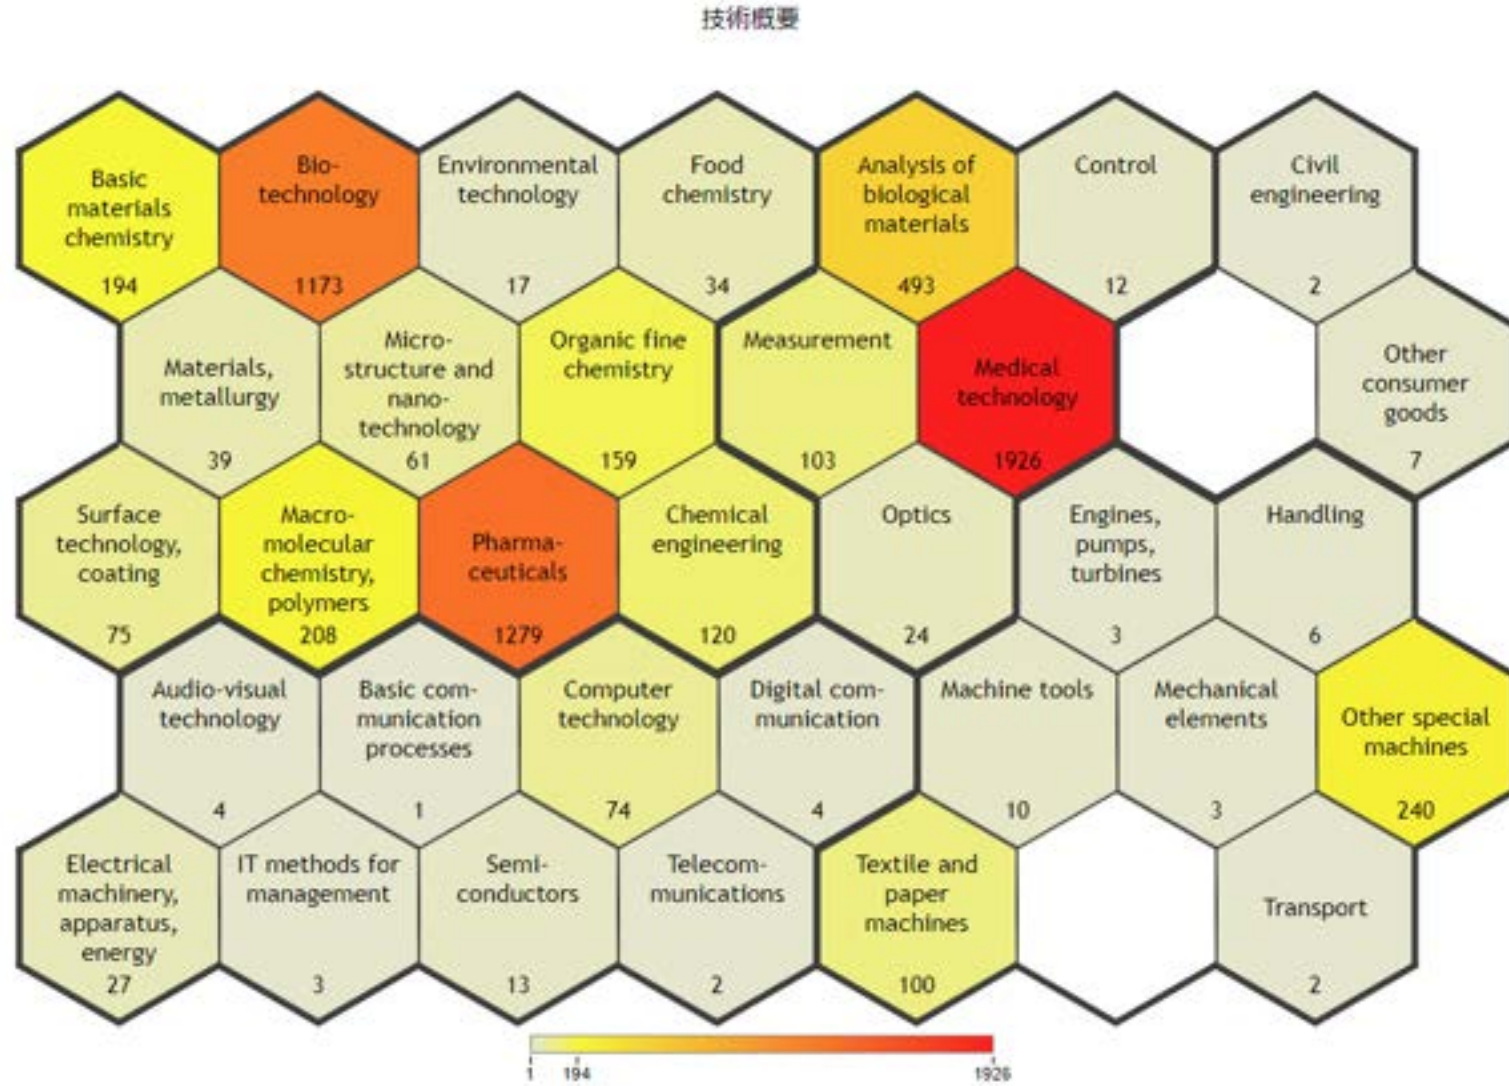 技術概要
Basic
materials
chemistry
194
Bio-
technology
1173
Environmental
technology
17
Food
chemistry
34
Analysis of
biological
materials
493
Control
12
Civil
engineering
2
Materials,
metallurgy
39
Micro-
structure and
nano-
technology
61
Organic fine
chemistry
159
Measurement
103
Medical
technology
1926
Other
consumer
goods
7
Surface
technology,
coating
75
Macro-
molecular
chemistry,
polymers
208
Pharma-
ceuticals
1279
Chemical
engineering
120
Optics
24
Engines,
pumps,
turbines
3
Handling
6
Audio-visual
technology
4
Basic com-
munication
processes
1
Computer
technology
74
Digital com-
munication
4
Machine tools
10
Mechanical
elements
3
Other special
machines
240
Electrical
machinery,
apparatus,
energy
27
IT methods for
management
3
Semi-
conductors
13
Telecom-
munications
2
Textile and
paper
machines
100
Transport
2
1 194 1926